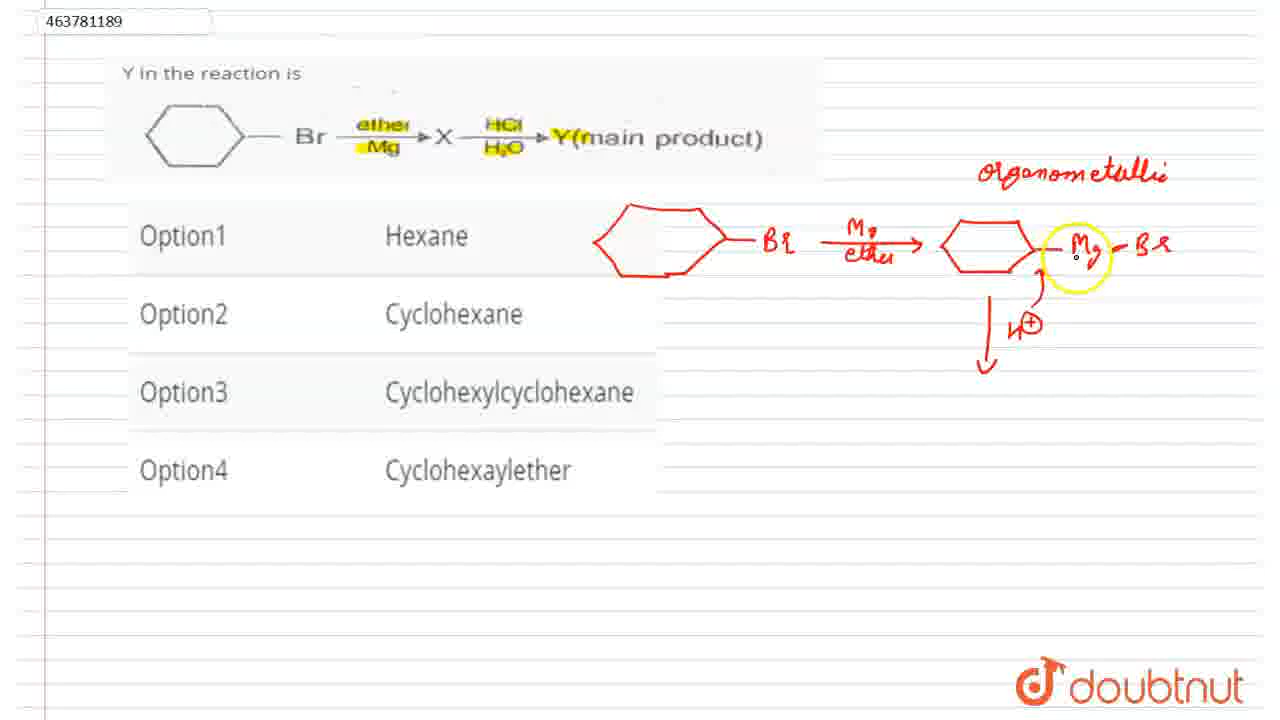 463781189
Y in the reaction is
Br ether Mg X HCl H₂O Y(main product)
organometallic
Option1 Hexane
Br Mg ether Mg Br
Option2 Cyclohexane
H⊕
Option3 Cyclohexylcyclohexane
Option4 Cyclohexaylether
doubtnut